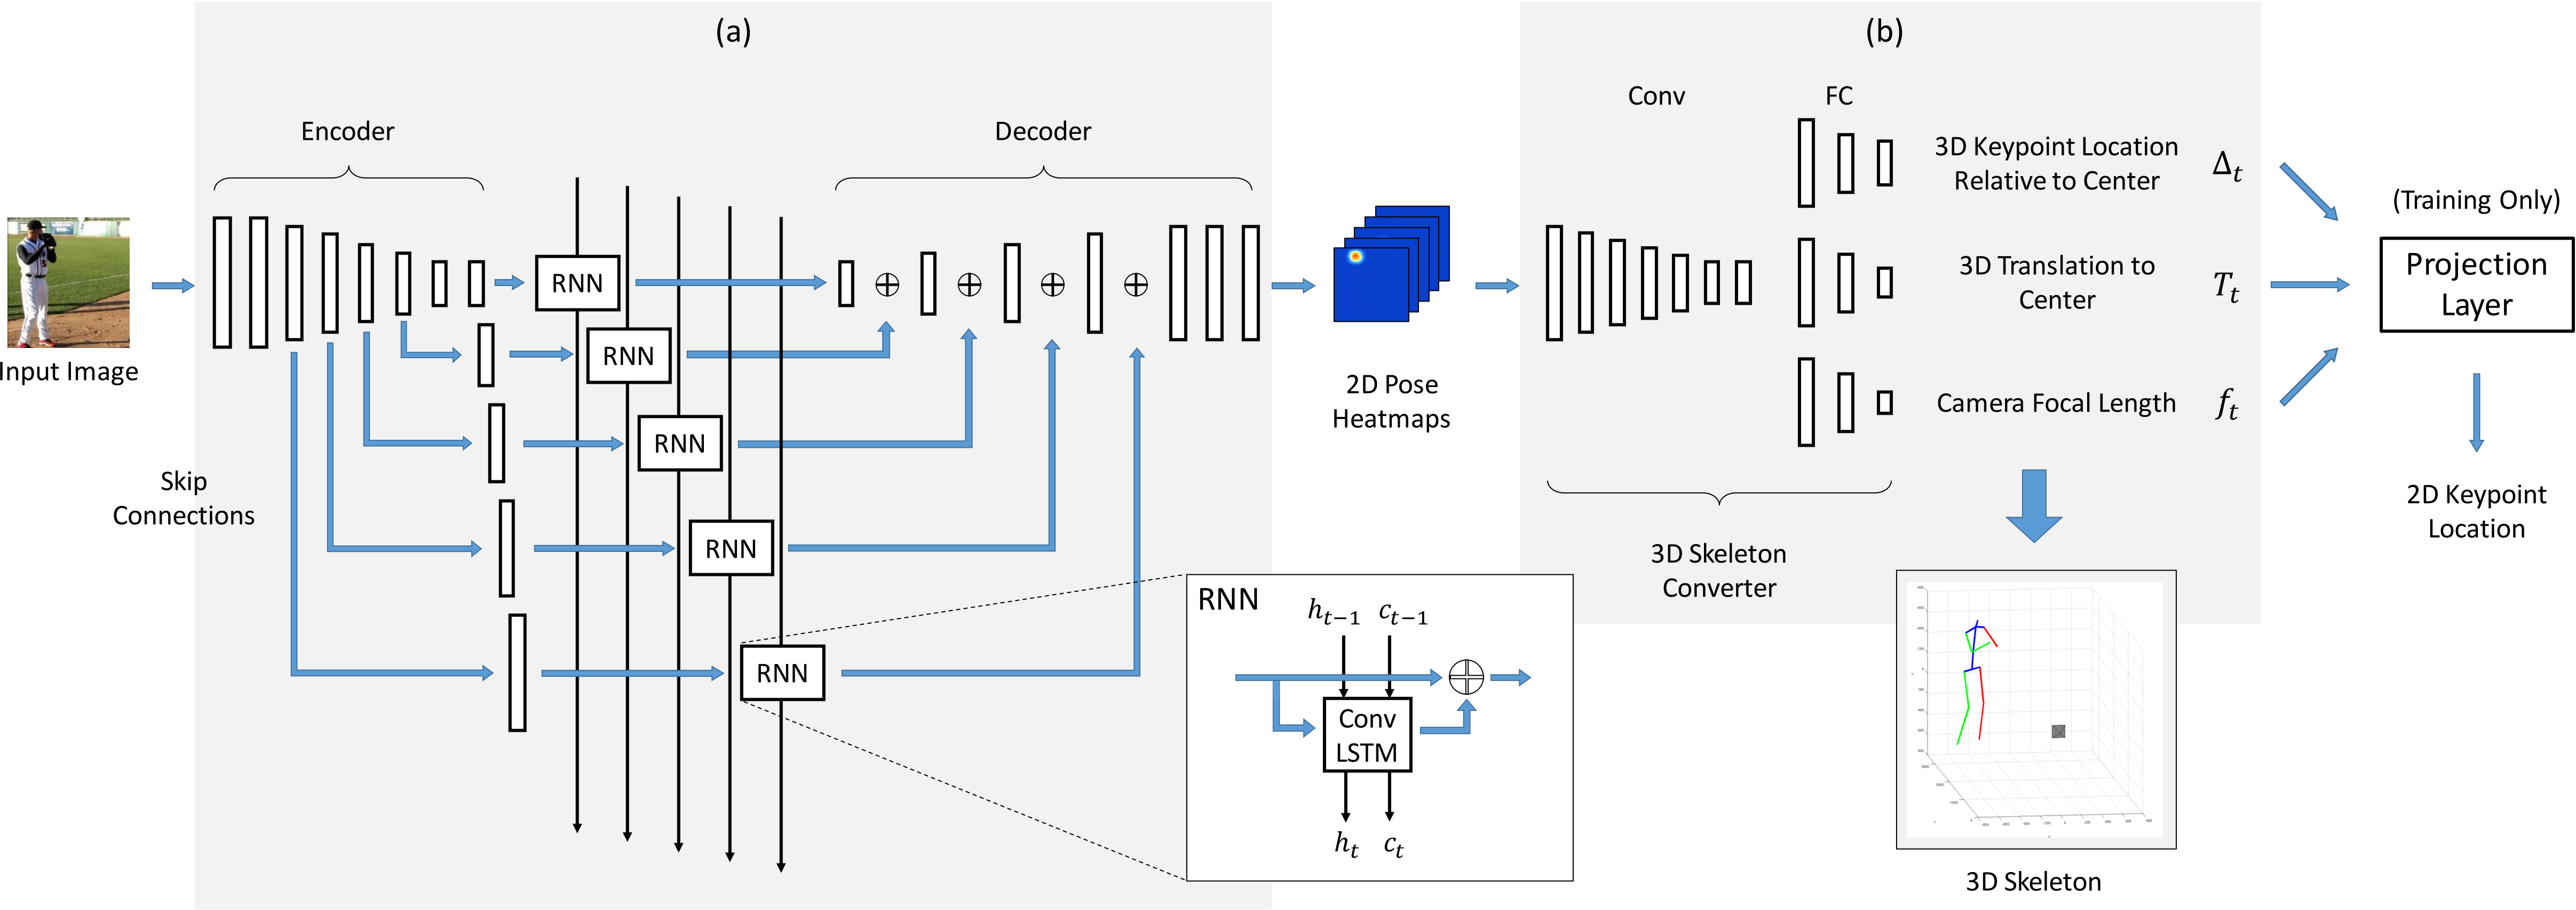 (a)
(b)
Conv
FC
Encoder
Decoder
3D Keypoint Location
Relative to Center
Δt
(Training Only)
Projection
Layer
3D Translation to
Center
Tt
RNN
RNN
RNN
RNN
RNN
Input Image
2D Pose
Heatmaps
Camera Focal Length
ft
Skip
Connections
2D Keypoint
Location
3D Skeleton
Converter
RNN
ht−1
ct−1
Conv
LSTM
ht
ct
3D Skeleton